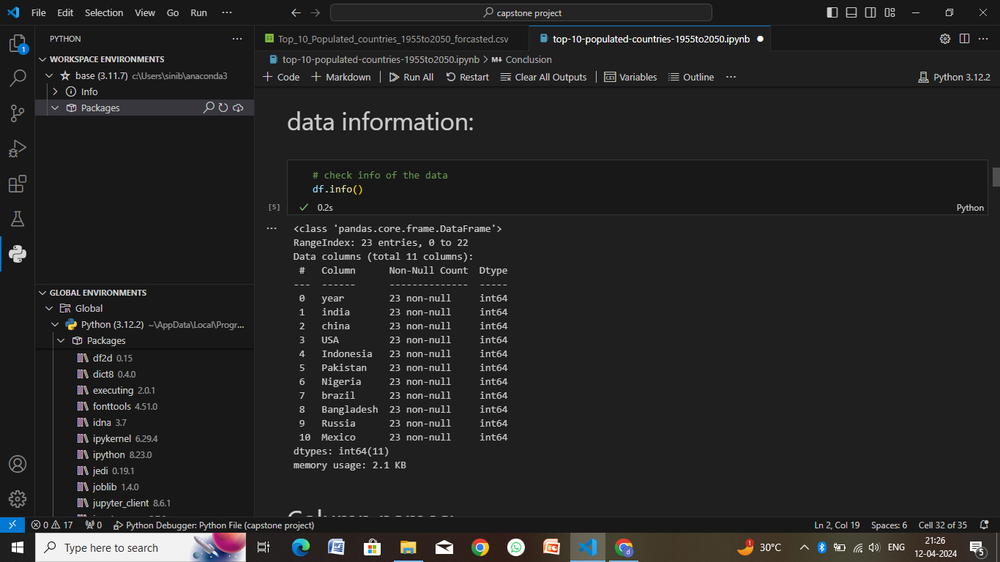 File Edit Selection View Go Run ···
capstone project
PYTHON
WORKSPACE ENVIRONMENTS
base (3.11.7) c:\Users\sinib\anaconda3
Info
Packages
GLOBAL ENVIRONMENTS
Global
Python (3.12.2) ~\AppData\Local\Progr...
Packages
df2d 0.15
dict8 0.4.0
executing 2.0.1
fonttools 4.51.0
idna 3.7
ipykernel 6.29.4
ipython 8.23.0
jedi 0.19.1
joblib 1.4.0
jupyter_client 8.6.1
Top_10_Populated_countries_1955to2050_forcasted.csv
top-10-populated-countries-1955to2050.ipynb
top-10-populated-countries-1955to2050.ipynb > M↓ Conclusion
+ Code + Markdown Run All Restart Clear All Outputs Variables Outline ··· Python 3.12.2
data information:
# check info of the data
df.info()
[5] 0.2s Python
<class 'pandas.core.frame.DataFrame'>
RangeIndex: 23 entries, 0 to 22
Data columns (total 11 columns):
# Column Non-Null Count Dtype
--- ------ -------------- -----
0 year 23 non-null int64
1 india 23 non-null int64
2 china 23 non-null int64
3 USA 23 non-null int64
4 Indonesia 23 non-null int64
5 Pakistan 23 non-null int64
6 Nigeria 23 non-null int64
7 brazil 23 non-null int64
8 Bangladesh 23 non-null int64
9 Russia 23 non-null int64
10 Mexico 23 non-null int64
dtypes: int64(11)
memory usage: 2.1 KB
0 17 0 Python Debugger: Python File (capstone project)
Ln 2, Col 19 Spaces: 6 Cell 32 of 35
Type here to search
30°C ENG 21:26
12-04-2024